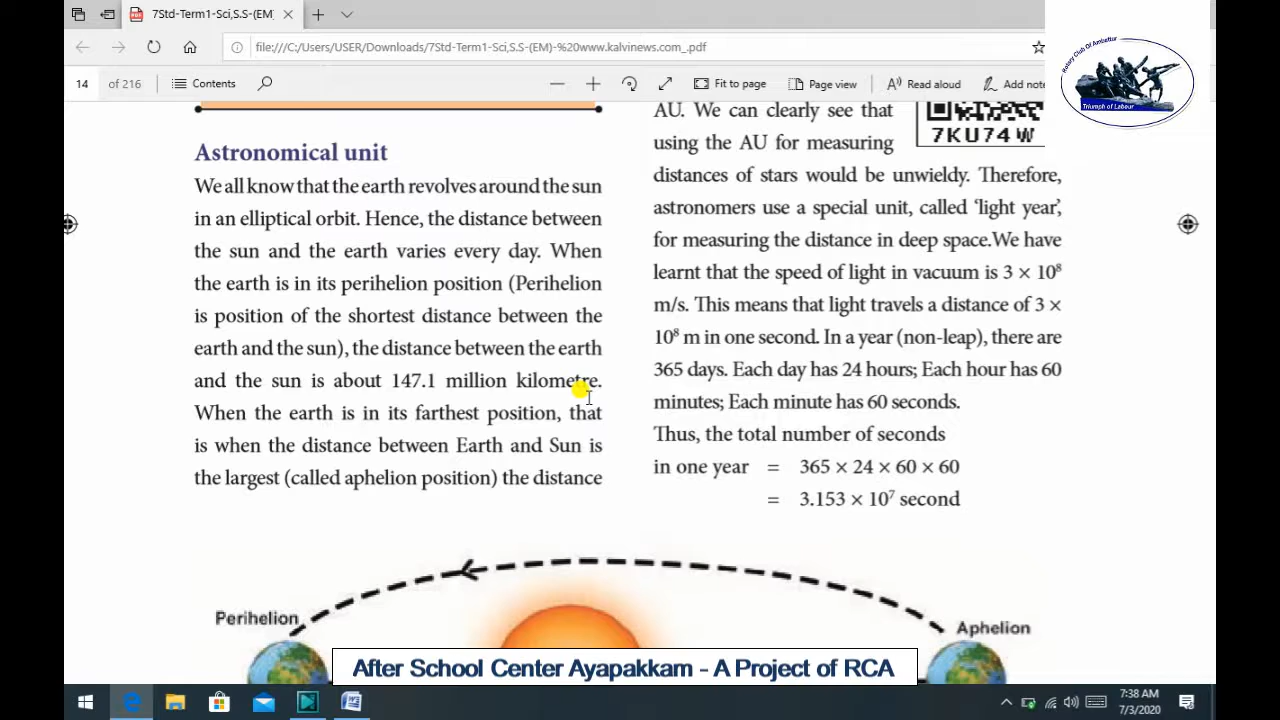 7Std-Term1-Sci,S.S-(EM)
file:///C:/Users/USER/Downloads/7Std-Term1-Sci,S.S-(EM)-%20www.kalvinews.com_.pdf
14 of 216 Contents Fit to page Page view Read aloud Add note
Rotary Club Of Ambattur
Triumph of Labour
Astronomical unit
We all know that the earth revolves around the sun
in an elliptical orbit. Hence, the distance between
the sun and the earth varies every day. When
the earth is in its perihelion position (Perihelion
is position of the shortest distance between the
earth and the sun), the distance between the earth
and the sun is about 147.1 million kilometre.
When the earth is in its farthest position, that
is when the distance between Earth and Sun is
the largest (called aphelion position) the distance
AU. We can clearly see that
using the AU for measuring
7KU74W
distances of stars would be unwieldy. Therefore,
astronomers use a special unit, called ‘light year’,
for measuring the distance in deep space.We have
learnt that the speed of light in vacuum is 3 × 10⁸
m/s. This means that light travels a distance of 3 ×
10⁸ m in one second. In a year (non-leap), there are
365 days. Each day has 24 hours; Each hour has 60
minutes; Each minute has 60 seconds.
Thus, the total number of seconds
in one year = 365 × 24 × 60 × 60
= 3.153 × 10⁷ second
Perihelion
Aphelion
After School Center Ayapakkam - A Project of RCA
7:38 AM
7/3/2020